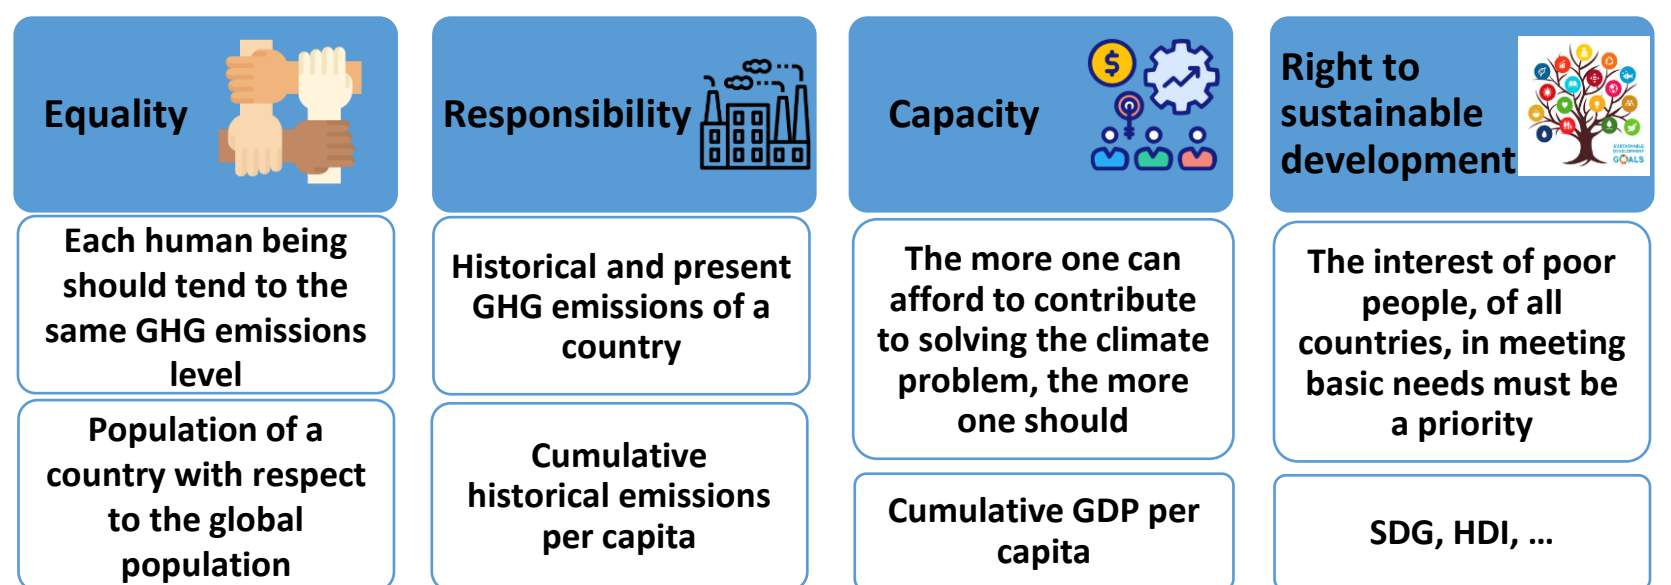 Equality
Each human being
should tend to the
same GHG emissions
level
Population of a
country with respect
to the global
population
Responsibility
Historical and present
GHG emissions of a
country
Cumulative
historical emissions
per capita
Capacity
$
The more one can
afford to contribute
to solving the climate
problem, the more
one should
Cumulative GDP per
capita
Right to
sustainable
development
SUSTAINABLE
DEVELOPMENT
GOALS
The interest of poor
people, of all
countries, in meeting
basic needs must be
a priority
SDG, HDI, ...